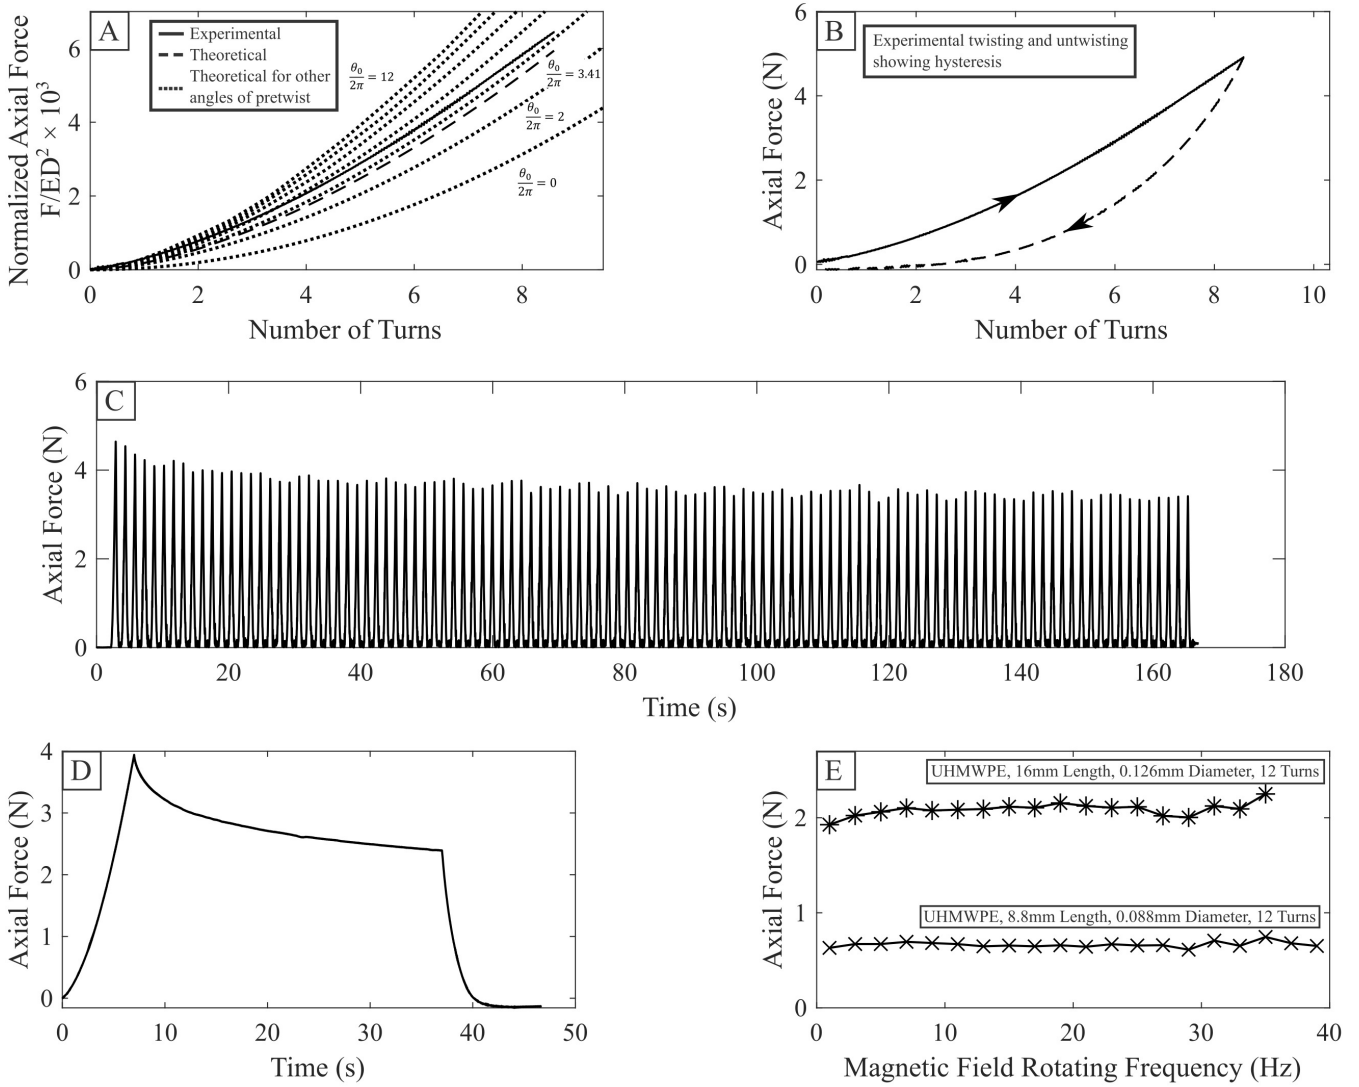 A
Experimental
Theoretical
Theoretical for other
angles of pretwist
θ₀/2π = 12
θ₀/2π = 3.41
θ₀/2π = 2
θ₀/2π = 0
Normalized Axial Force
F/ED² × 10³
6
4
2
0
0 2 4 6 8
Number of Turns
B
Experimental twisting and untwisting
showing hysteresis
Axial Force (N)
6
4
2
0
0 2 4 6 8 10
Number of Turns
C
Axial Force (N)
6
4
2
0
0 20 40 60 80 100 120 140 160 180
Time (s)
D
Axial Force (N)
4
3
2
1
0
0 10 20 30 40 50
Time (s)
E
UHMWPE, 16mm Length, 0.126mm Diameter, 12 Turns
UHMWPE, 8.8mm Length, 0.088mm Diameter, 12 Turns
Axial Force (N)
2
1
0
0 10 20 30 40
Magnetic Field Rotating Frequency (Hz)